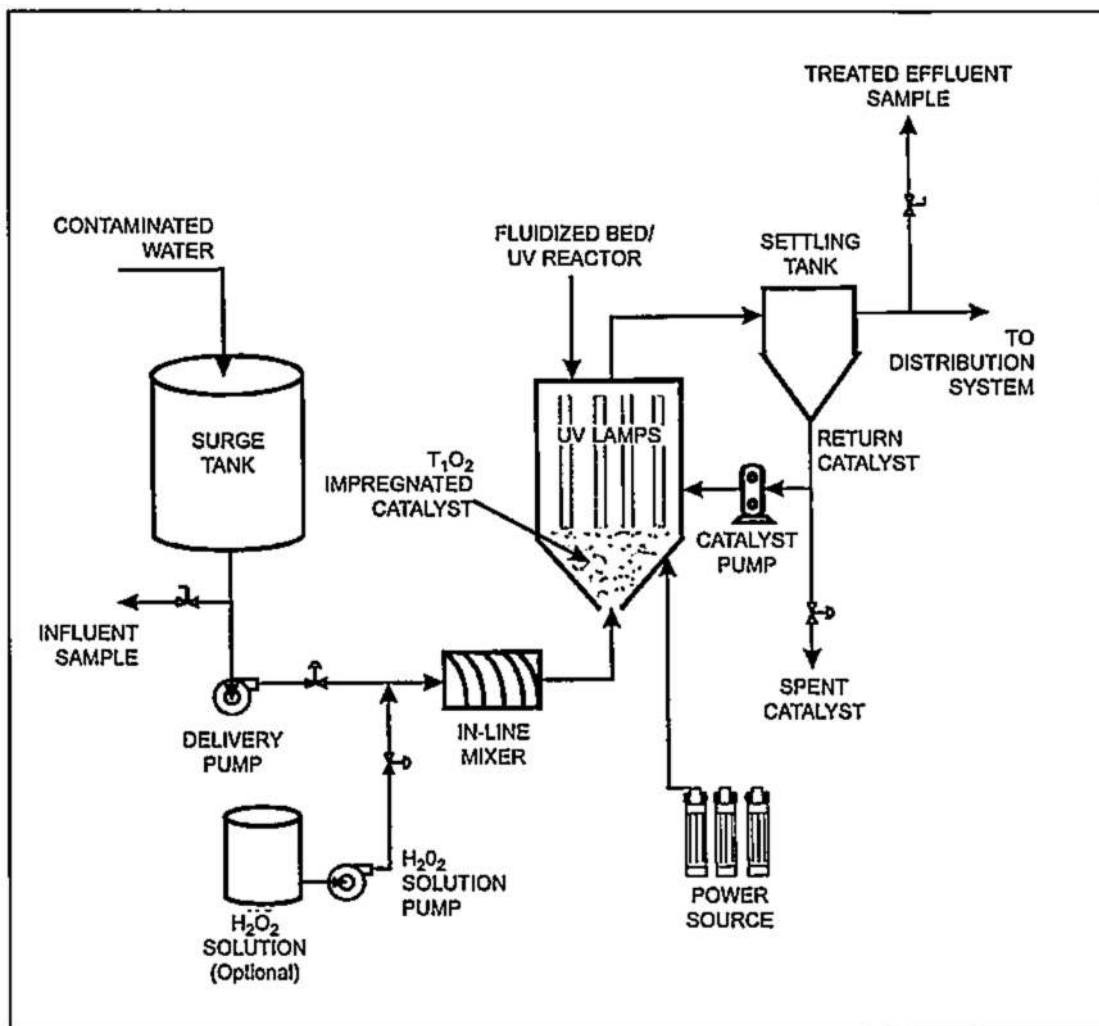 TREATED EFFLUENT
SAMPLE
CONTAMINATED
WATER
FLUIDIZED BED/
UV REACTOR
SETTLING
TANK
TO
DISTRIBUTION
SYSTEM
SURGE
TANK
UV LAMPS
RETURN
CATALYST
T₁O₂
IMPREGNATED
CATALYST
CATALYST
PUMP
INFLUENT
SAMPLE
SPENT
CATALYST
DELIVERY
PUMP
IN-LINE
MIXER
H₂0₂
SOLUTION
PUMP
POWER
SOURCE
H₂O₂
SOLUTION
(Optional)